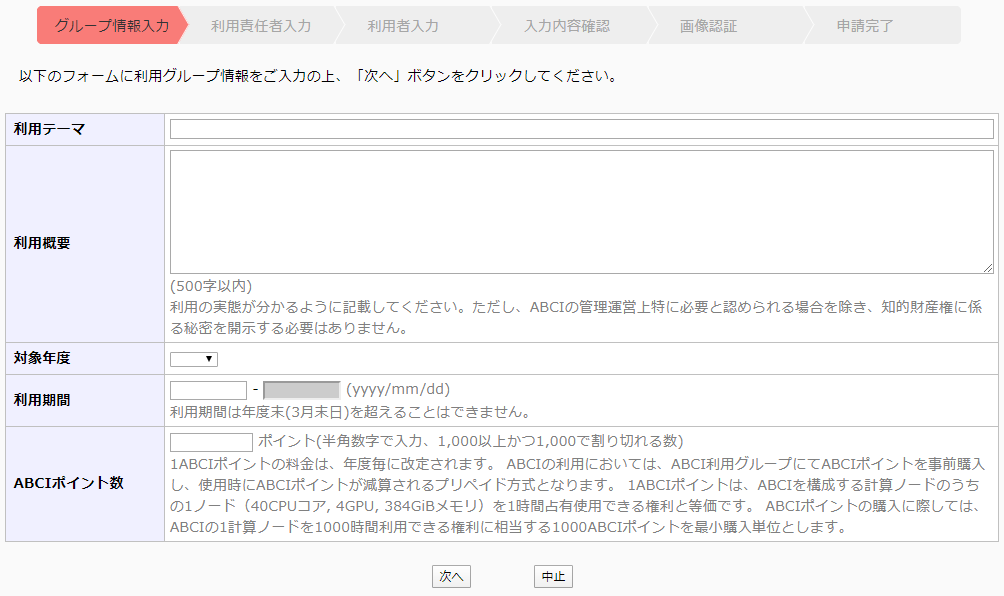 グループ情報入力 利用責任者入力 利用者入力 入力内容確認 画像認証 申請完了
以下のフォームに利用グループ情報をご入力の上、「次へ」ボタンをクリックしてください。
利用テーマ
利用概要
(500字以内)
利用の実態が分かるように記載してください。ただし、ABCIの管理運営上特に必要と認められる場合を除き、知的財産権に係
る秘密を開示する必要はありません。
対象年度
利用期間
- (yyyy/mm/dd)
利用期間は年度末(3月末日)を超えることはできません。
ABCIポイント数
ポイント(半角数字で入力、1,000以上かつ1,000で割り切れる数)
1ABCIポイントの料金は、年度毎に改定されます。 ABCIの利用においては、ABCI利用グループにてABCIポイントを事前購入
し、使用時にABCIポイントが減算されるプリペイド方式となります。 1ABCIポイントは、ABCIを構成する計算ノードのうち
の1ノード（40CPUコア, 4GPU, 384GiBメモリ）を1時間占有使用できる権利と等価です。 ABCIポイントの購入に際しては、
ABCIの1計算ノードを1000時間利用できる権利に相当する1000ABCIポイントを最小購入単位とします。
次へ 中止